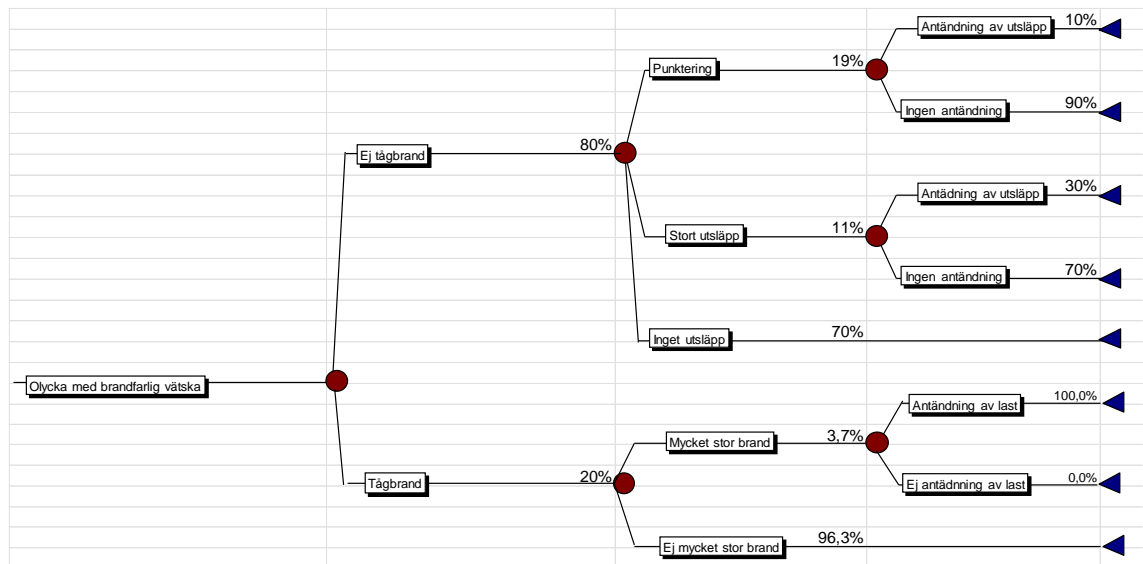 Antändning av utsläpp 10%
Punktering 19%
Ingen antändning 90%
Ej tågbrand 80%
Antädning av utsläpp 30%
Stort utsläpp 11%
Ingen antändning 70%
Inget utsläpp 70%
Olycka med brandfarlig vätska
Antändning av last 100,0%
Mycket stor brand 3,7%
Tågbrand 20%
Ej antädnning av last 0,0%
Ej mycket stor brand 96,3%